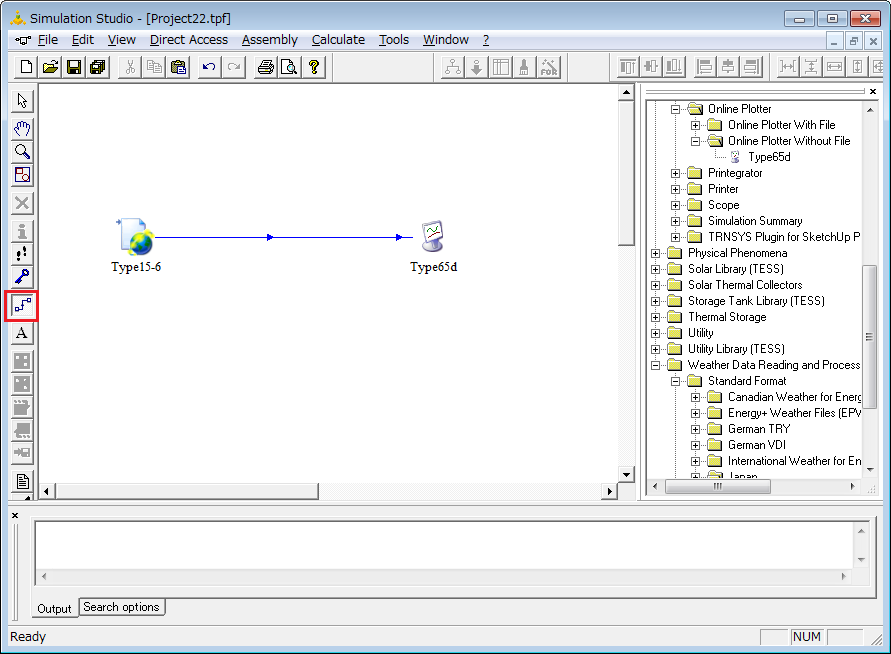 Simulation Studio - [Project22.tpf]
File Edit View Direct Access Assembly Calculate Tools Window ?
FOR
Online Plotter
Online Plotter With File
Online Plotter Without File
Type65d
Printegrator
Printer
Scope
Simulation Summary
TRNSYS Plugin for SketchUp P
Physical Phenomena
Solar Library (TESS)
Solar Thermal Collectors
Storage Tank Library (TESS)
Thermal Storage
Utility
Utility Library (TESS)
Weather Data Reading and Process
Standard Format
Canadian Weather for Energ
Energy+ Weather Files (EPW
German TRY
German VDI
International Weather for En
Japan
Type15-6
Type65d
A
Output
Search options
Ready
NUM